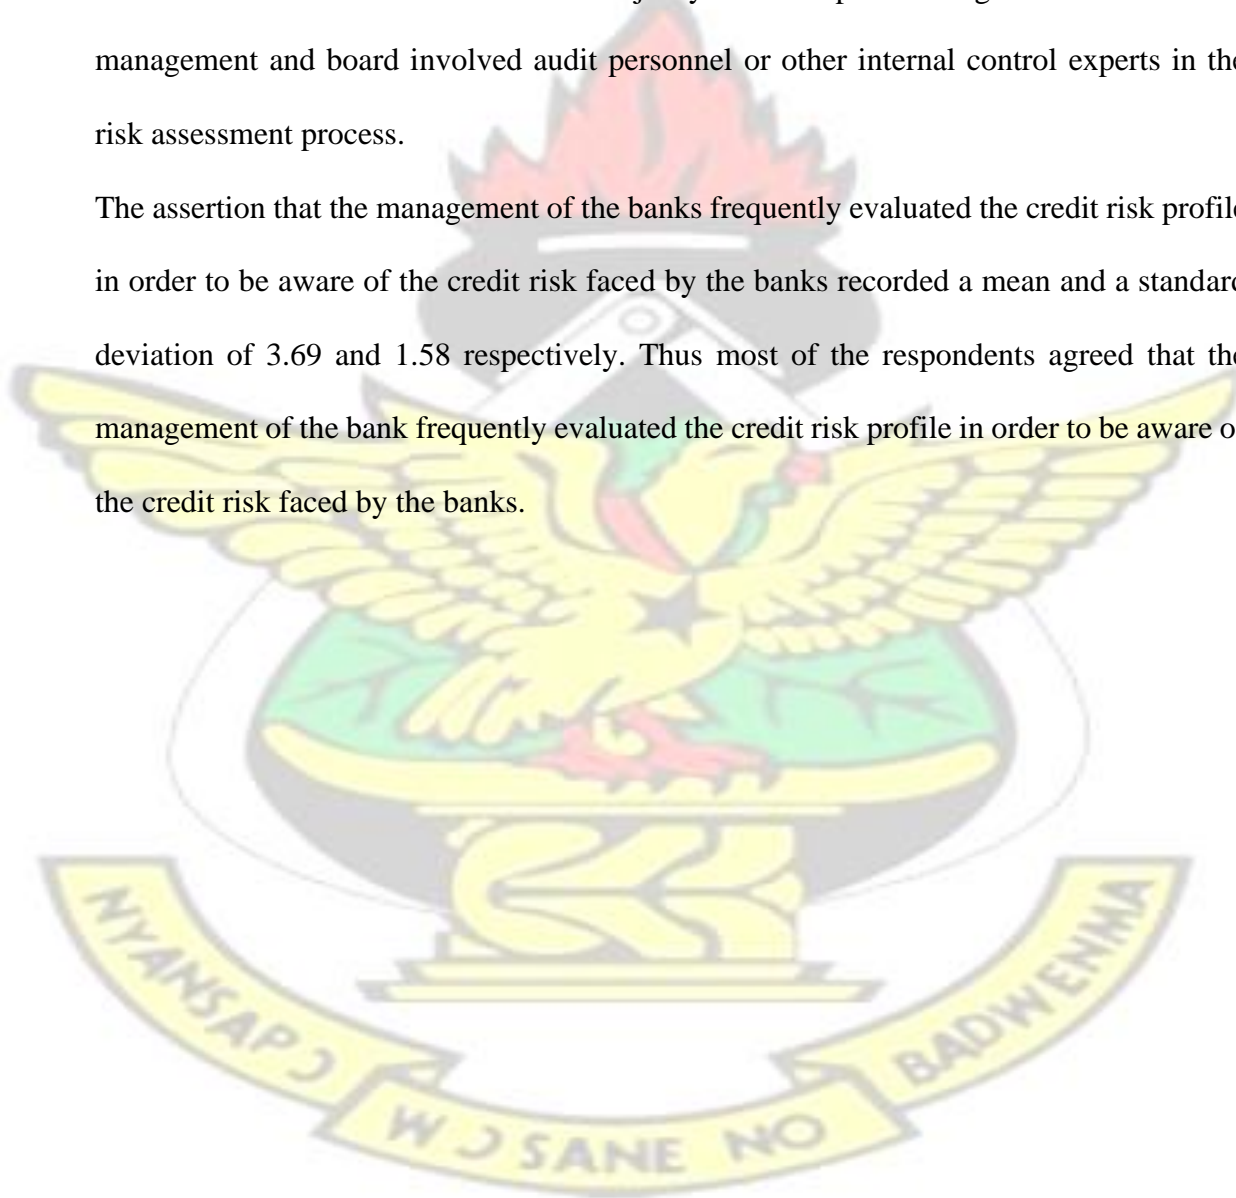 management and board involved audit personnel or other internal control experts in the
risk assessment process.
The assertion that the management of the banks frequently evaluated the credit risk profile
in order to be aware of the credit risk faced by the banks recorded a mean and a standard
deviation of 3.69 and 1.58 respectively. Thus most of the respondents agreed that the
management of the bank frequently evaluated the credit risk profile in order to be aware of
the credit risk faced by the banks.
NYANSAPƆ
WƆSANE NO
BADWENMA